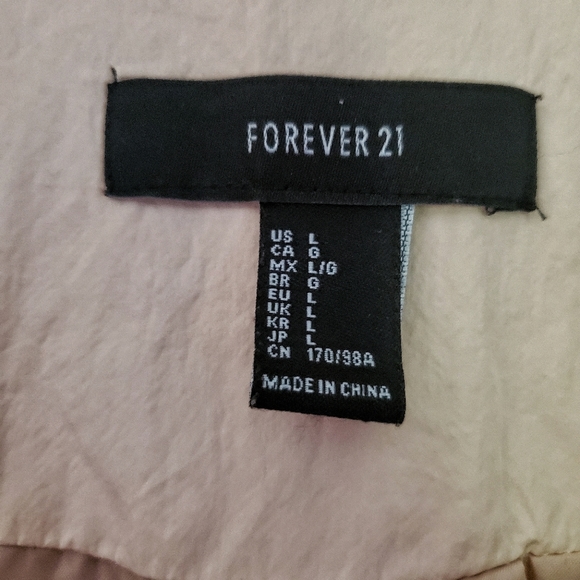 FOREVER 21
US L
CA G
MX L/G
BR G
EU L
UK L
KR L
JP L
CN 170/98A
MADE IN CHINA